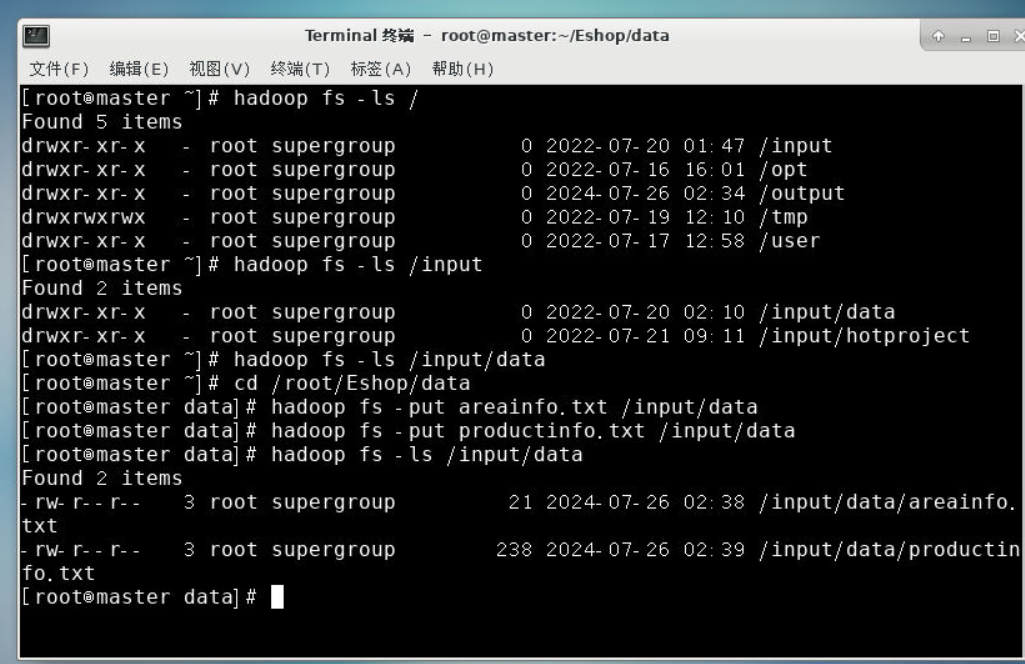 Terminal 终端 - root@master:~/Eshop/data
文件(F) 编辑(E) 视图(V) 终端(T) 标签(A) 帮助(H)
[root@master ~]# hadoop fs -ls /
Found 5 items
drwxr-xr-x - root supergroup 0 2022-07-20 01:47 /input
drwxr-xr-x - root supergroup 0 2022-07-16 16:01 /opt
drwxr-xr-x - root supergroup 0 2024-07-26 02:34 /output
drwxrwxrwx - root supergroup 0 2022-07-19 12:10 /tmp
drwxr-xr-x - root supergroup 0 2022-07-17 12:58 /user
[root@master ~]# hadoop fs -ls /input
Found 2 items
drwxr-xr-x - root supergroup 0 2022-07-20 02:10 /input/data
drwxr-xr-x - root supergroup 0 2022-07-21 09:11 /input/hotproject
[root@master ~]# hadoop fs -ls /input/data
[root@master ~]# cd /root/Eshop/data
[root@master data]# hadoop fs -put areainfo.txt /input/data
[root@master data]# hadoop fs -put productinfo.txt /input/data
[root@master data]# hadoop fs -ls /input/data
Found 2 items
-rw-r--r-- 3 root supergroup 21 2024-07-26 02:38 /input/data/areainfo.
txt
-rw-r--r-- 3 root supergroup 238 2024-07-26 02:39 /input/data/productin
fo.txt
[root@master data]#